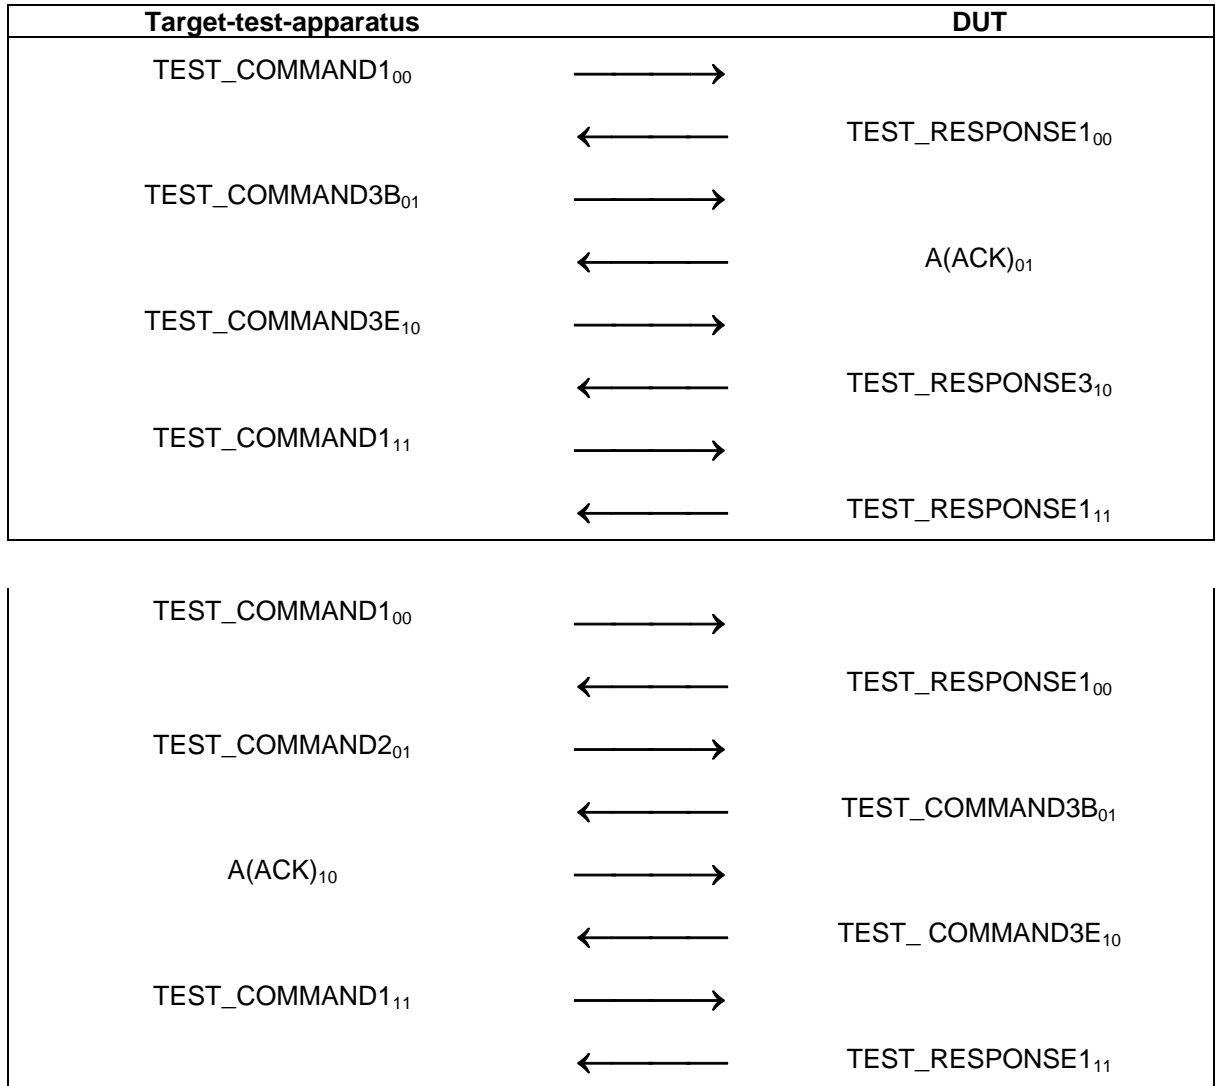 Target-test-apparatus DUT
TEST_COMMAND1₀₀
TEST_RESPONSE1₀₀
TEST_COMMAND3B₀₁
A(ACK)₀₁
TEST_COMMAND3E₁₀
TEST_RESPONSE3₁₀
TEST_COMMAND1₁₁
TEST_RESPONSE1₁₁
TEST_COMMAND1₀₀
TEST_RESPONSE1₀₀
TEST_COMMAND2₀₁
TEST_COMMAND3B₀₁
A(ACK)₁₀
TEST_ COMMAND3E₁₀
TEST_COMMAND1₁₁
TEST_RESPONSE1₁₁